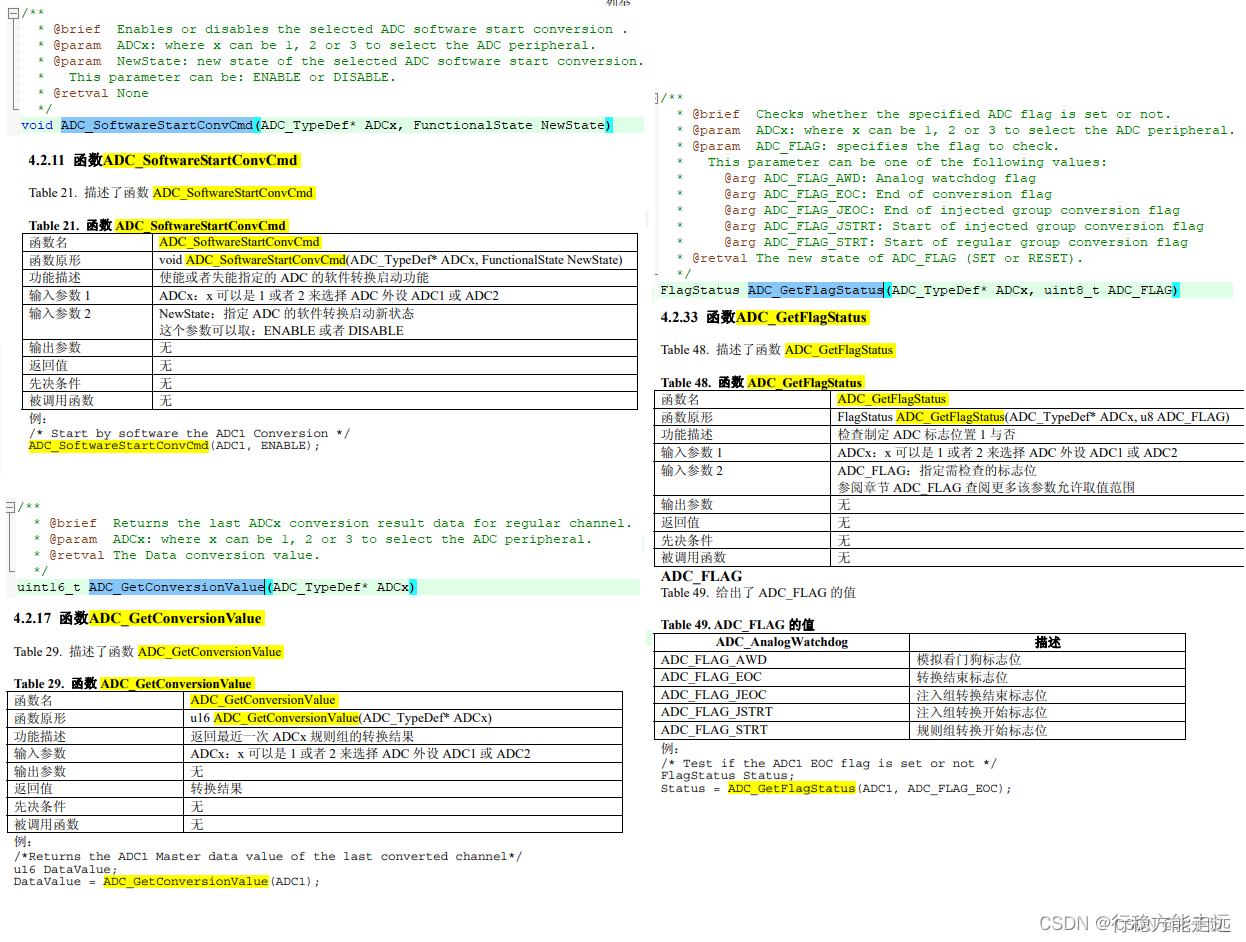 /**
* @brief Enables or disables the selected ADC software start conversion .
* @param ADCx: where x can be 1, 2 or 3 to select the ADC peripheral.
* @param NewState: new state of the selected ADC software start conversion.
* This parameter can be: ENABLE or DISABLE.
* @retval None
*/
void ADC_SoftwareStartConvCmd(ADC_TypeDef* ADCx, FunctionalState NewState)
4.2.11 函数ADC_SoftwareStartConvCmd
Table 21. 描述了函数 ADC_SoftwareStartConvCmd
Table 21. 函数 ADC_SoftwareStartConvCmd
函数名 ADC_SoftwareStartConvCmd
函数原形 void ADC_SoftwareStartConvCmd(ADC_TypeDef* ADCx, FunctionalState NewState)
功能描述 使能或者失能指定的 ADC 的软件转换启动功能
输入参数 1 ADCx：x 可以是 1 或者 2 来选择 ADC 外设 ADC1 或 ADC2
输入参数 2 NewState：指定 ADC 的软件转换启动新状态
这个参数可以取：ENABLE 或者 DISABLE
输出参数 无
返回值 无
先决条件 无
被调用函数 无
例：
/* Start by software the ADC1 Conversion */
ADC_SoftwareStartConvCmd(ADC1, ENABLE);
/**
* @brief Returns the last ADCx conversion result data for regular channel.
* @param ADCx: where x can be 1, 2 or 3 to select the ADC peripheral.
* @retval The Data conversion value.
*/
uint16_t ADC_GetConversionValue(ADC_TypeDef* ADCx)
4.2.17 函数ADC_GetConversionValue
Table 29. 描述了函数 ADC_GetConversionValue
Table 29. 函数 ADC_GetConversionValue
函数名 ADC_GetConversionValue
函数原形 u16 ADC_GetConversionValue(ADC_TypeDef* ADCx)
功能描述 返回最近一次 ADCx 规则组的转换结果
输入参数 ADCx：x 可以是 1 或者 2 来选择 ADC 外设 ADC1 或 ADC2
输出参数 无
返回值 转换结果
先决条件 无
被调用函数 无
例：
/*Returns the ADC1 Master data value of the last converted channel*/
u16 DataValue;
DataValue = ADC_GetConversionValue(ADC1);
/**
* @brief Checks whether the specified ADC flag is set or not.
* @param ADCx: where x can be 1, 2 or 3 to select the ADC peripheral.
* @param ADC_FLAG: specifies the flag to check.
* This parameter can be one of the following values:
* @arg ADC_FLAG_AWD: Analog watchdog flag
* @arg ADC_FLAG_EOC: End of conversion flag
* @arg ADC_FLAG_JEOC: End of injected group conversion flag
* @arg ADC_FLAG_JSTRT: Start of injected group conversion flag
* @arg ADC_FLAG_STRT: Start of regular group conversion flag
* @retval The new state of ADC_FLAG (SET or RESET).
*/
FlagStatus ADC_GetFlagStatus(ADC_TypeDef* ADCx, uint8_t ADC_FLAG)
4.2.33 函数ADC_GetFlagStatus
Table 48. 描述了函数 ADC_GetFlagStatus
Table 48. 函数 ADC_GetFlagStatus
函数名 ADC_GetFlagStatus
函数原形 FlagStatus ADC_GetFlagStatus(ADC_TypeDef* ADCx, u8 ADC_FLAG)
功能描述 检查制定 ADC 标志位置 1 与否
输入参数 1 ADCx：x 可以是 1 或者 2 来选择 ADC 外设 ADC1 或 ADC2
输入参数 2 ADC_FLAG：指定需检查的标志位
参阅章节 ADC_FLAG 查阅更多该参数允许取值范围
输出参数 无
返回值 无
先决条件 无
被调用函数 无
ADC_FLAG
Table 49. 给出了 ADC_FLAG 的值
Table 49. ADC_FLAG 的值
ADC_AnalogWatchdog 描述
ADC_FLAG_AWD 模拟看门狗标志位
ADC_FLAG_EOC 转换结束标志位
ADC_FLAG_JEOC 注入组转换结束标志位
ADC_FLAG_JSTRT 注入组转换开始标志位
ADC_FLAG_STRT 规则组转换开始标志位
例：
/* Test if the ADC1 EOC flag is set or not */
FlagStatus Status;
Status = ADC_GetFlagStatus(ADC1, ADC_FLAG_EOC);
CSDN @行稳方能走远